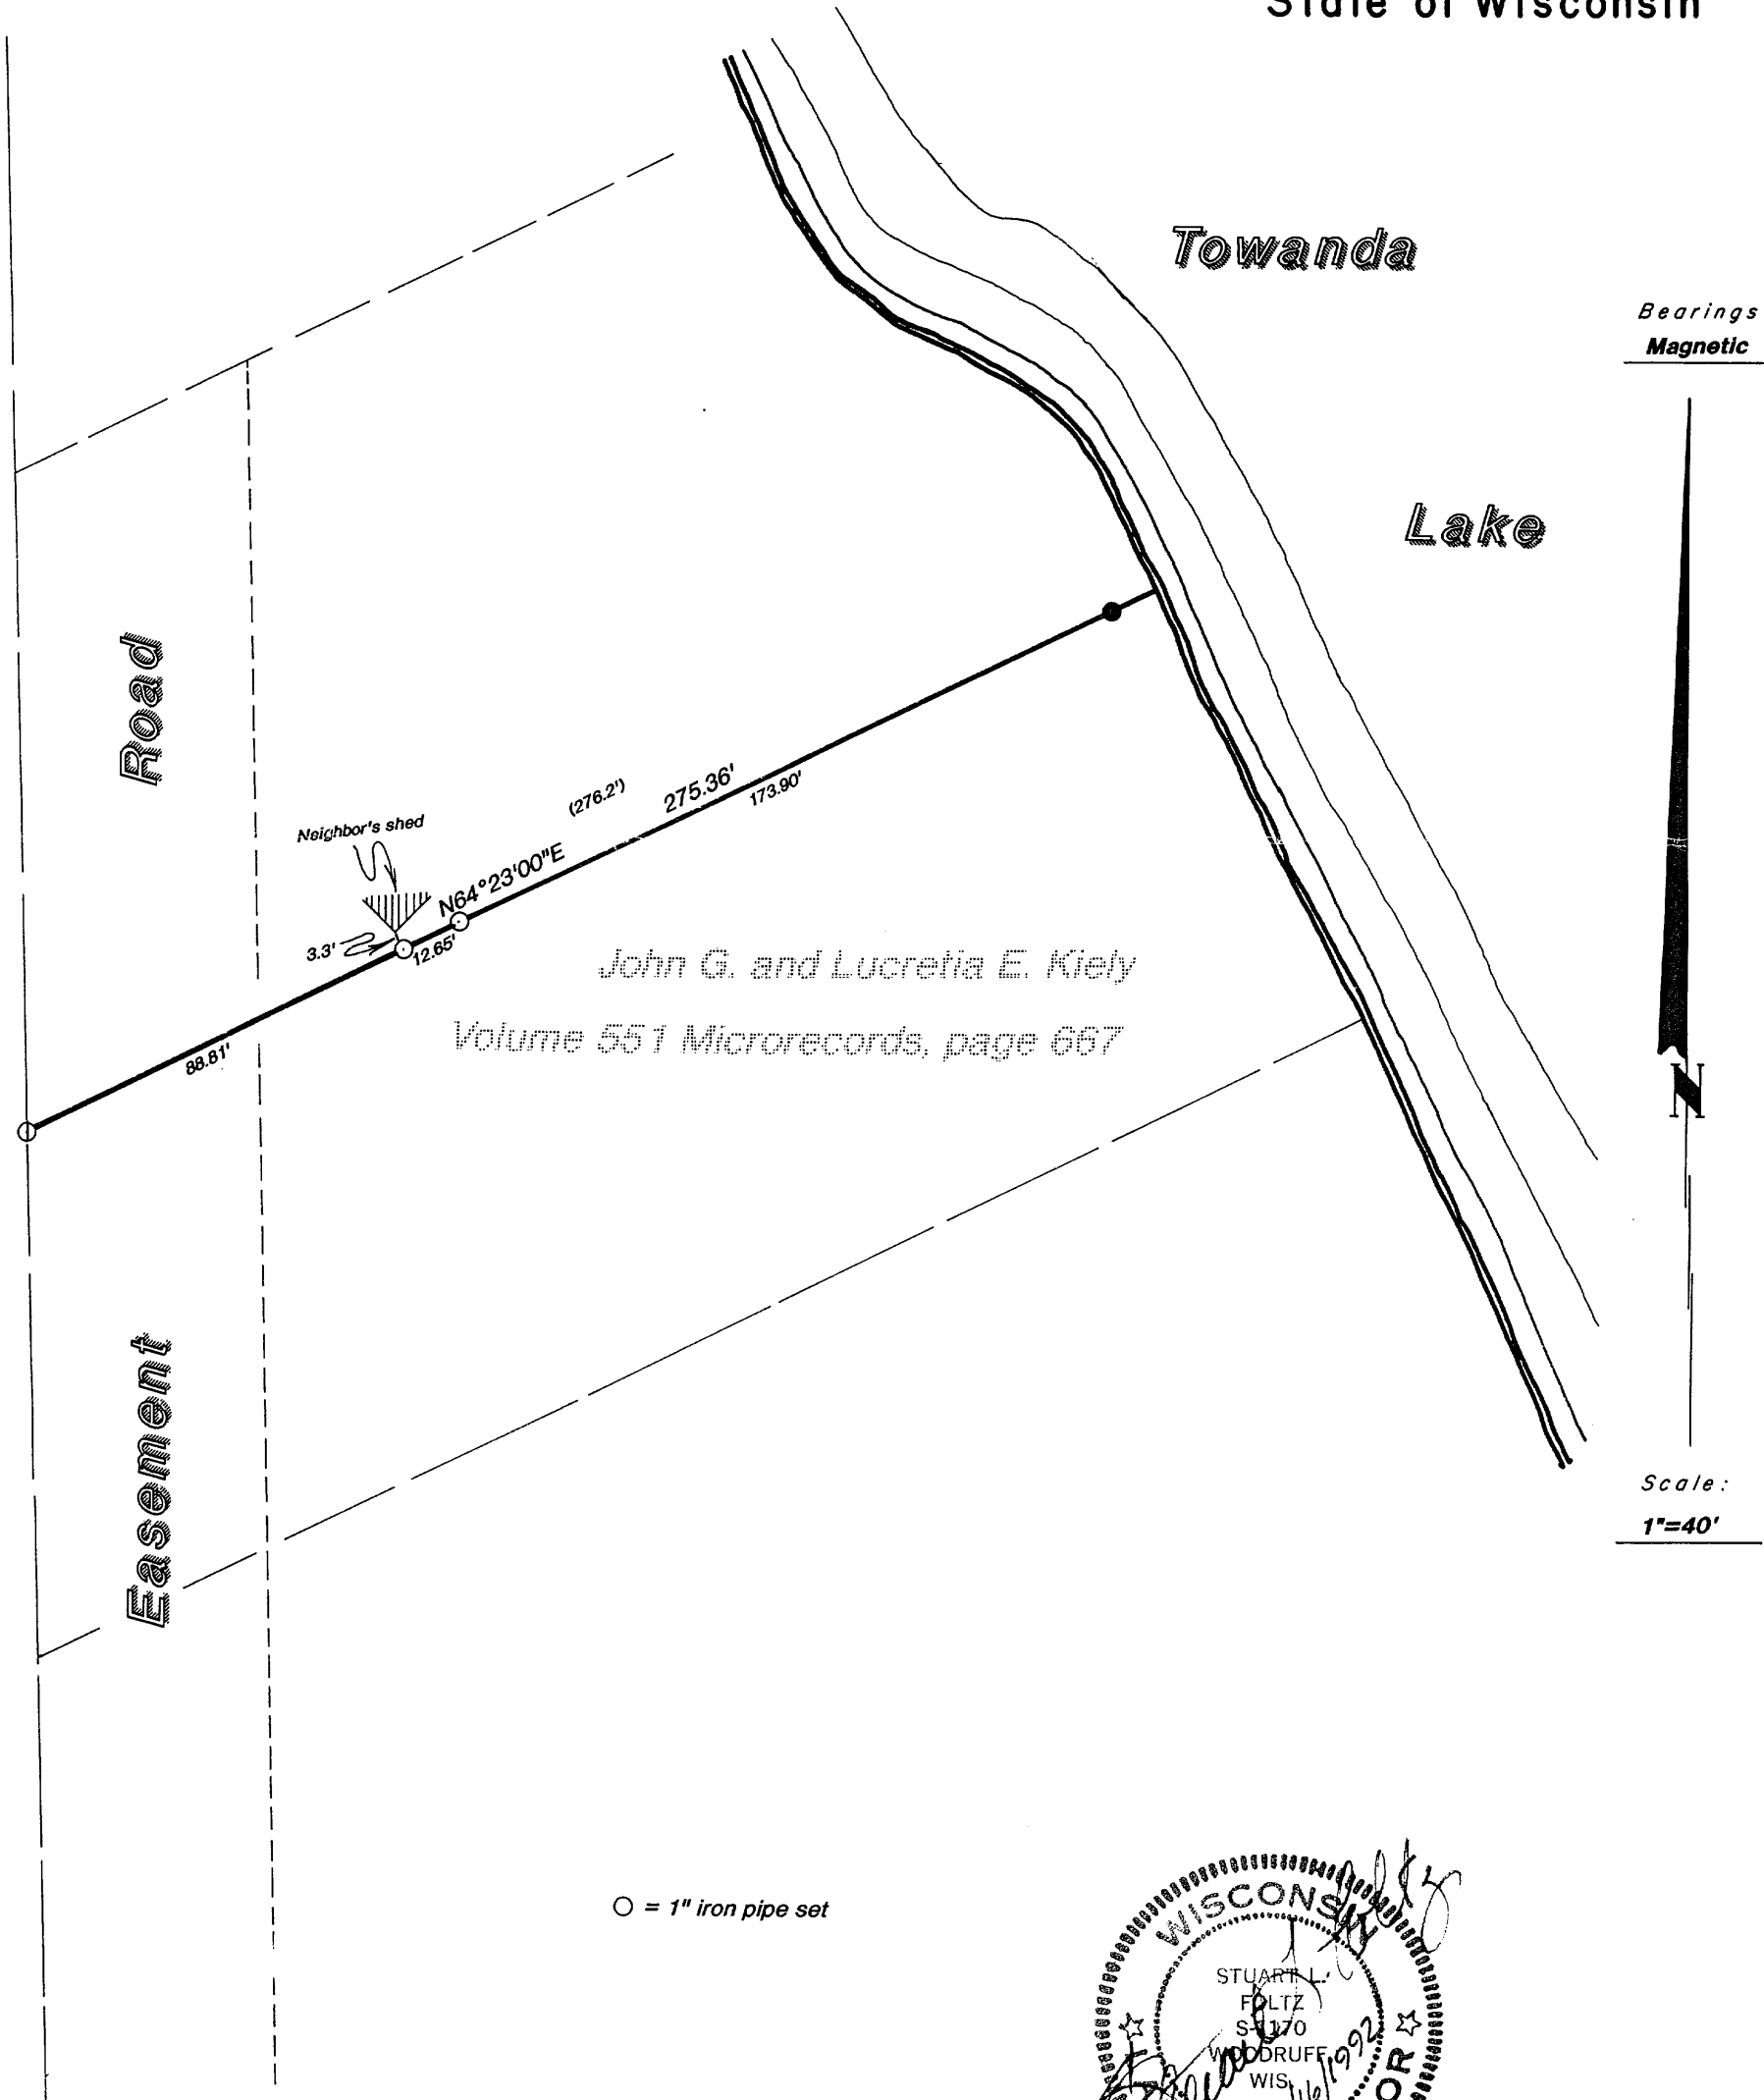 State of Wisconsin
Towanda
Lake
Bearings
Magnetic
Road
(276.2')
275.36'
173.90'
Neighbor's shed
N64°23'00"E
3.3'
12.65'
88.81'
John G. and Lucretia E. Kiely
Volume 551 Microrecords, page 667
N
Easement
Scale:
1"=40'
= 1" iron pipe set
WISCONSIN
STUART L.
FOLTZ
S-1170
WOODRUFF
WIS.
1992